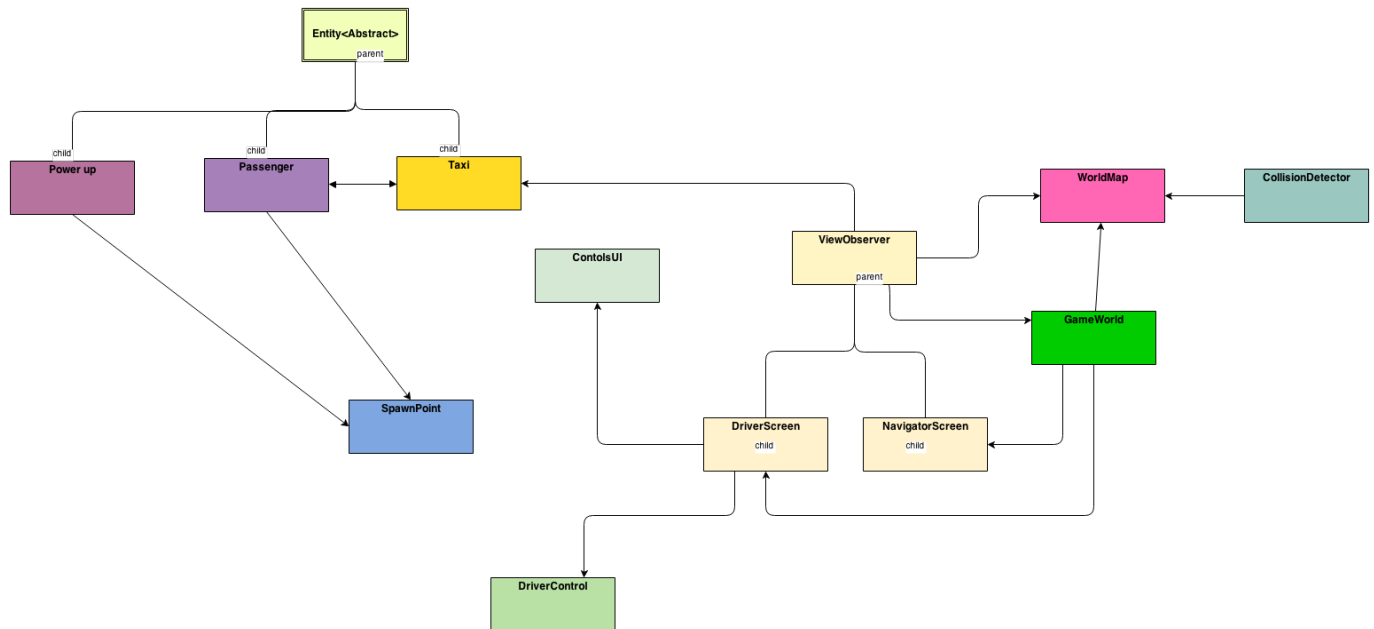 Entity<Abstract>
parent
child
child
child
Power up
Passenger
Taxi
WorldMap
CollisionDetector
ViewObserver
parent
ContolsUI
GameWorld
SpawnPoint
DriverScreen
child
NavigatorScreen
child
DriverControl